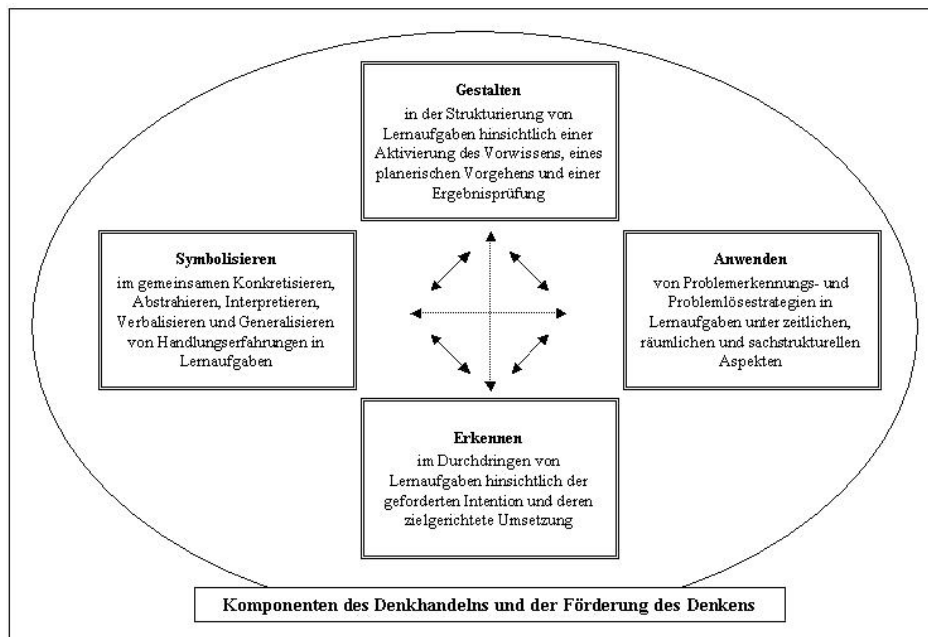 Gestalten
in der Strukturierung von
Lernaufgaben hinsichtlich einer
Aktivierung des Vorwissens, eines
planerischen Vorgehens und einer
Ergebnisprüfung
Symbolisieren
im gemeinsamen Konkretisieren,
Abstrahieren, Interpretieren,
Verbalisieren und Generalisieren
von Handlungserfahrungen in
Lernaufgaben
Anwenden
von Problemerkennungs- und
Problemlösestrategien in
Lernaufgaben unter zeitlichen,
räumlichen und sachstrukturellen
Aspekten
Erkennen
im Durchdringen von
Lernaufgaben hinsichtlich der
geforderten Intention und deren
zielgerichtete Umsetzung
Komponenten des Denkhandelns und der Förderung des Denkens